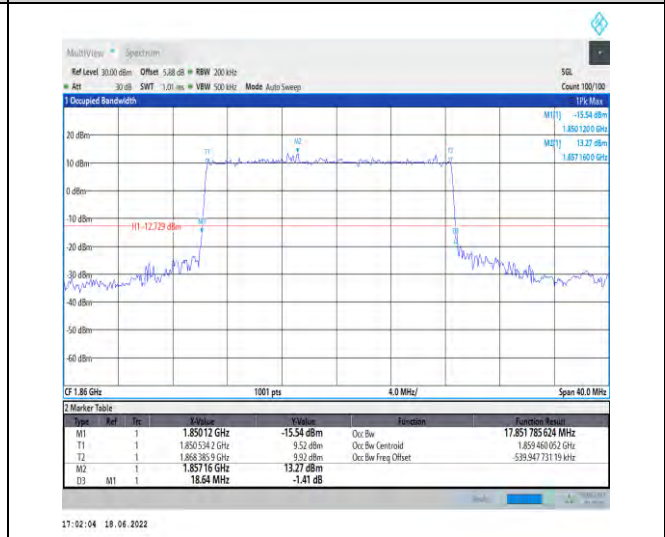 MultiView Spectrum
Ref Level 30.00 dBm Offset 5.88 dB RBW 200 kHz SGL
Att 30 dB SWT 1.01 ms VBW 500 kHz Mode Auto Sweep Count 100/100
1 Occupied Bandwidth 1Pk Max
M1[1] -15.54 dBm
1.850 120 0 GHz
M2[1] 13.27 dBm
1.857 160 0 GHz
20 dBm
M2
T1
T2
10 dBm
0 dBm
-10 dBm
H1 -12.729 dBm
M1
D3
-20 dBm
-30 dBm
-40 dBm
-50 dBm
-60 dBm
CF 1.86 GHz 1001 pts 4.0 MHz/ Span 40.0 MHz
2 Marker Table
Type Ref Trc X-Value Y-Value Function Function Result
M1 1 1.85012 GHz -15.54 dBm Occ Bw 17.851 785 624 MHz
T1 1 1.850 534 2 GHz 9.52 dBm Occ Bw Centroid 1.859 460 052 GHz
T2 1 1.868 385 9 GHz 9.92 dBm Occ Bw Freq Offset -539.947 731 19 kHz
M2 1 1.85716 GHz 13.27 dBm
D3 M1 1 18.64 MHz -1.41 dB
17:02:04 18.06.2022